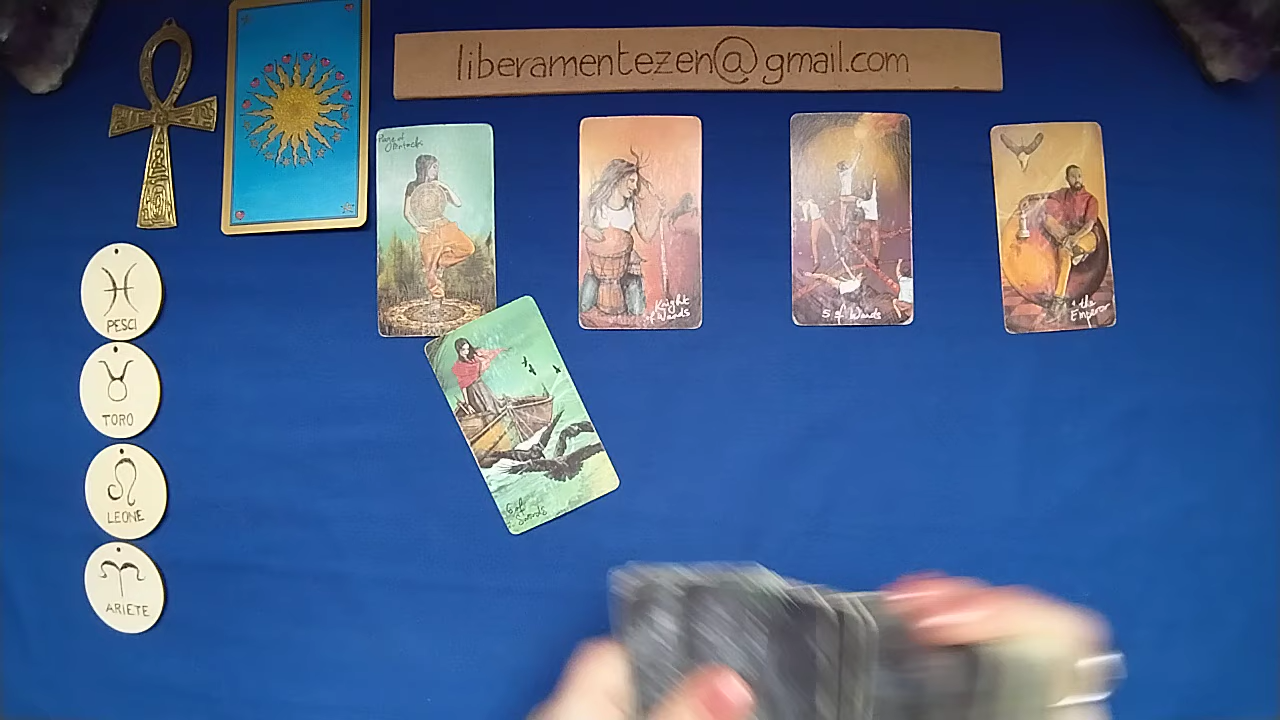 liberamentezen@gmail.com
Page of
Pentacls
Knight
of Wands
5 of Wands
the
Emperor
6 of
Swords
PESCI
TORO
LEONE
ARIETE